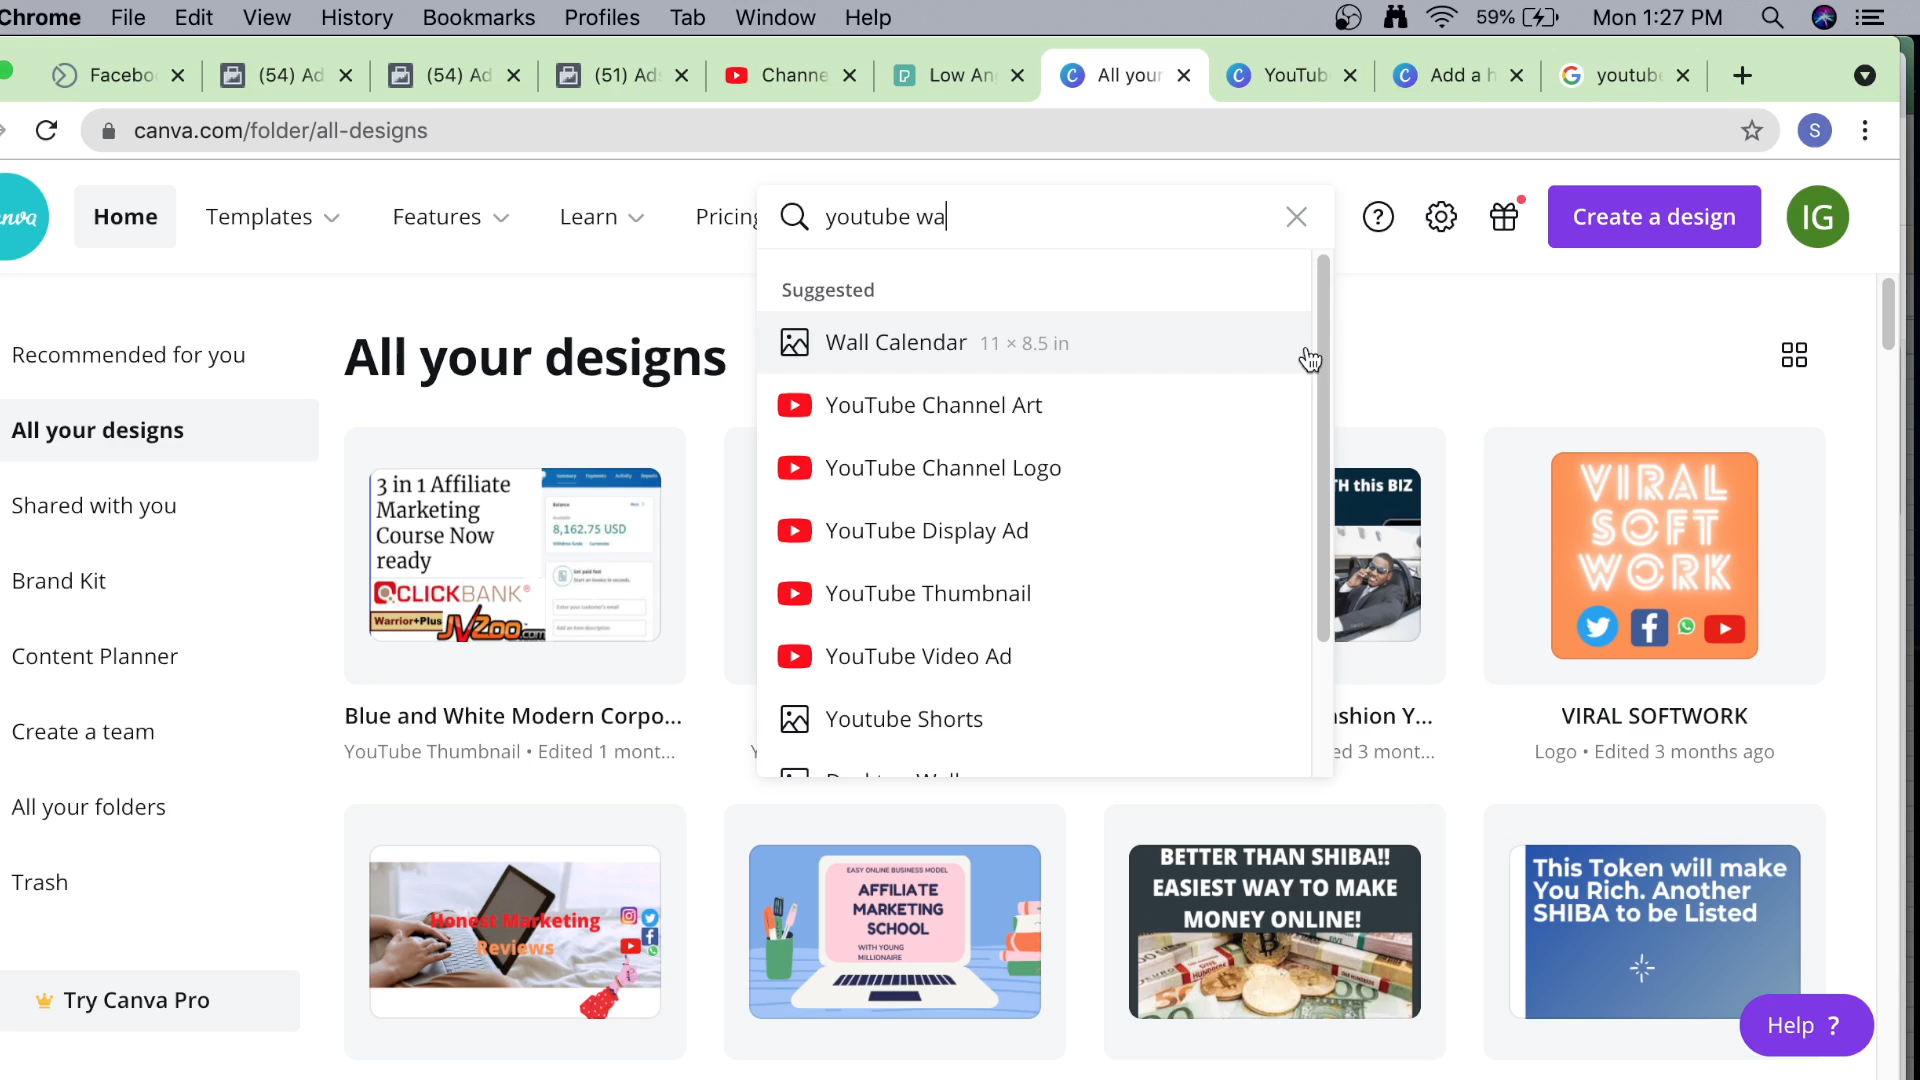 Chrome File Edit View History Bookmarks Profiles Tab Window Help 59% Mon 1:27 PM
Facebo (54) Ad (54) Ad (51) Ad Channe Low An All your YouTub Add a h youtub
canva.com/folder/all-designs S
Home Templates Features Learn Pricing youtube wa Create a design IG
Suggested
Wall Calendar 11 × 8.5 in
YouTube Channel Art
YouTube Channel Logo
YouTube Display Ad
YouTube Thumbnail
YouTube Video Ad
Youtube Shorts
Recommended for you
All your designs
Shared with you
Brand Kit
Content Planner
Create a team
All your folders
Trash
Try Canva Pro
All your designs
3 in 1 Affiliate
Marketing
Course Now
ready
CLICKBANK
Warrior+Plus JVZoo.com
8,162.75 USD
Blue and White Modern Corpo...
YouTube Thumbnail • Edited 1 mont...
TH this BIZ
ashion Y...
ed 3 mont...
VIRAL
SOFT
WORK
VIRAL SOFTWORK
Logo • Edited 3 months ago
Honest Marketing
Reviews
EASY ONLINE BUSINESS MODEL
AFFILIATE
MARKETING
SCHOOL
WITH YOUNG
MILLIONAIRE
BETTER THAN SHIBA!!
EASIEST WAY TO MAKE
MONEY ONLINE!
This Token will make
You Rich. Another
SHIBA to be Listed
Help ?